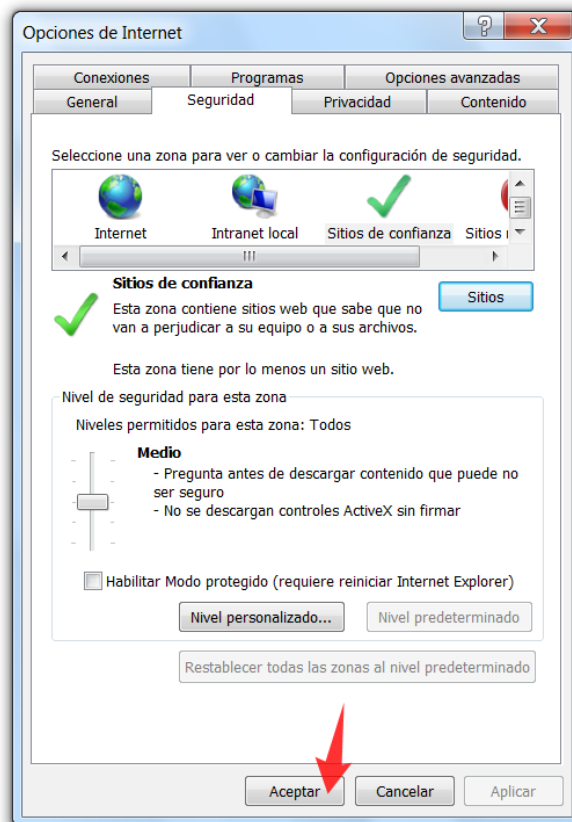 Opciones de Internet
Conexiones Programas Opciones avanzadas
General Seguridad Privacidad Contenido
Seleccione una zona para ver o cambiar la configuración de seguridad.
Internet Intranet local Sitios de confianza Sitios
Sitios de confianza
Sitios
Esta zona contiene sitios web que sabe que no
van a perjudicar a su equipo o a sus archivos.
Esta zona tiene por lo menos un sitio web.
Nivel de seguridad para esta zona
Niveles permitidos para esta zona: Todos
Medio
- Pregunta antes de descargar contenido que puede no
ser seguro
- No se descargan controles ActiveX sin firmar
Habilitar Modo protegido (requiere reiniciar Internet Explorer)
Nivel personalizado... Nivel predeterminado
Restablecer todas las zonas al nivel predeterminado
Aceptar Cancelar Aplicar